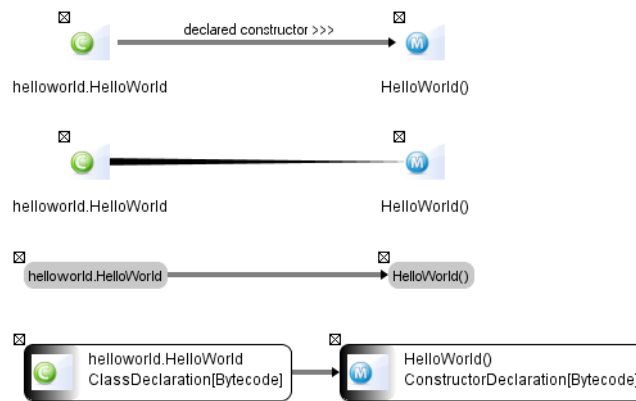 declared constructor >>>
C M
helloworld.HelloWorld HelloWorld()
C M
helloworld.HelloWorld HelloWorld()
helloworld.HelloWorld HelloWorld()
helloworld.HelloWorld HelloWorld()
C ClassDeclaration[Bytecode] M ConstructorDeclaration[Bytecode]